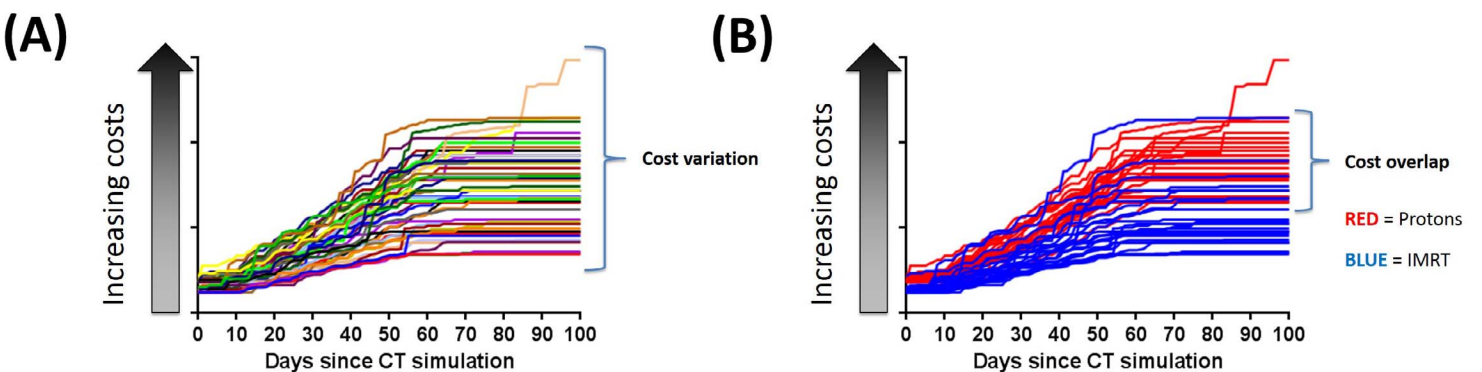 (A)
Increasing costs
0 10 20 30 40 50 60 70 80 90 100
Days since CT simulation
Cost variation
(B)
Increasing costs
0 10 20 30 40 50 60 70 80 90 100
Days since CT simulation
Cost overlap
RED = Protons
BLUE = IMRT